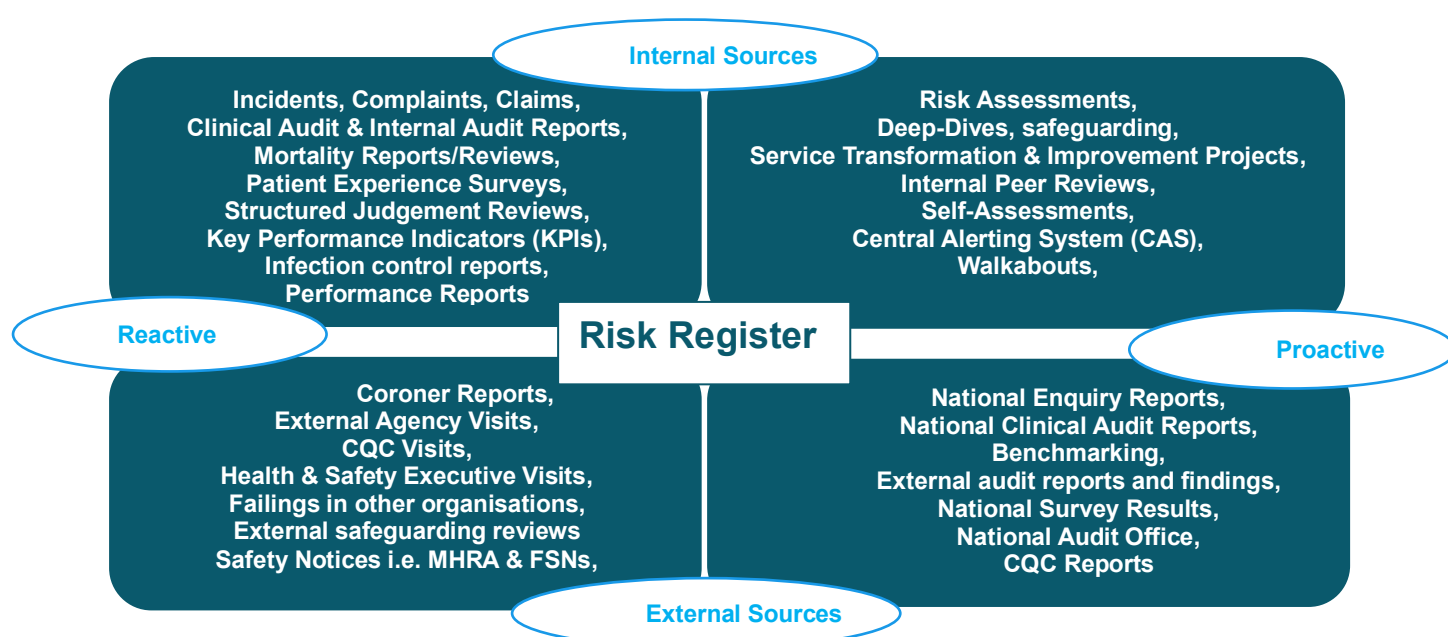 Internal Sources
Incidents, Complaints, Claims,
Clinical Audit & Internal Audit Reports,
Mortality Reports/Reviews,
Patient Experience Surveys,
Structured Judgement Reviews,
Key Performance Indicators (KPIs),
Infection control reports,
Performance Reports
Risk Assessments,
Deep-Dives, safeguarding,
Service Transformation & Improvement Projects,
Internal Peer Reviews,
Self-Assessments,
Central Alerting System (CAS),
Walkabouts,
Reactive
Risk Register
Proactive
Coroner Reports,
External Agency Visits,
CQC Visits,
Health & Safety Executive Visits,
Failings in other organisations,
External safeguarding reviews
Safety Notices i.e. MHRA & FSNs,
National Enquiry Reports,
National Clinical Audit Reports,
Benchmarking,
External audit reports and findings,
National Survey Results,
National Audit Office,
CQC Reports
External Sources